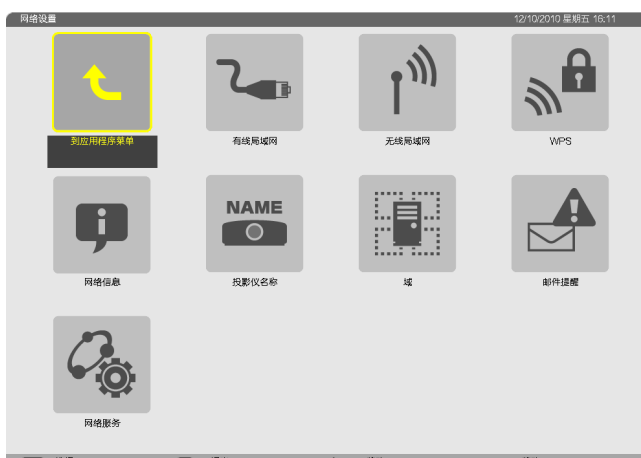 网络设置
12/10/2010 星期五 16:11
到应用程序菜单
有线局域网
无线局域网
WPS
网络信息
NAME
投影仪名称
域
邮件提醒
网络服务